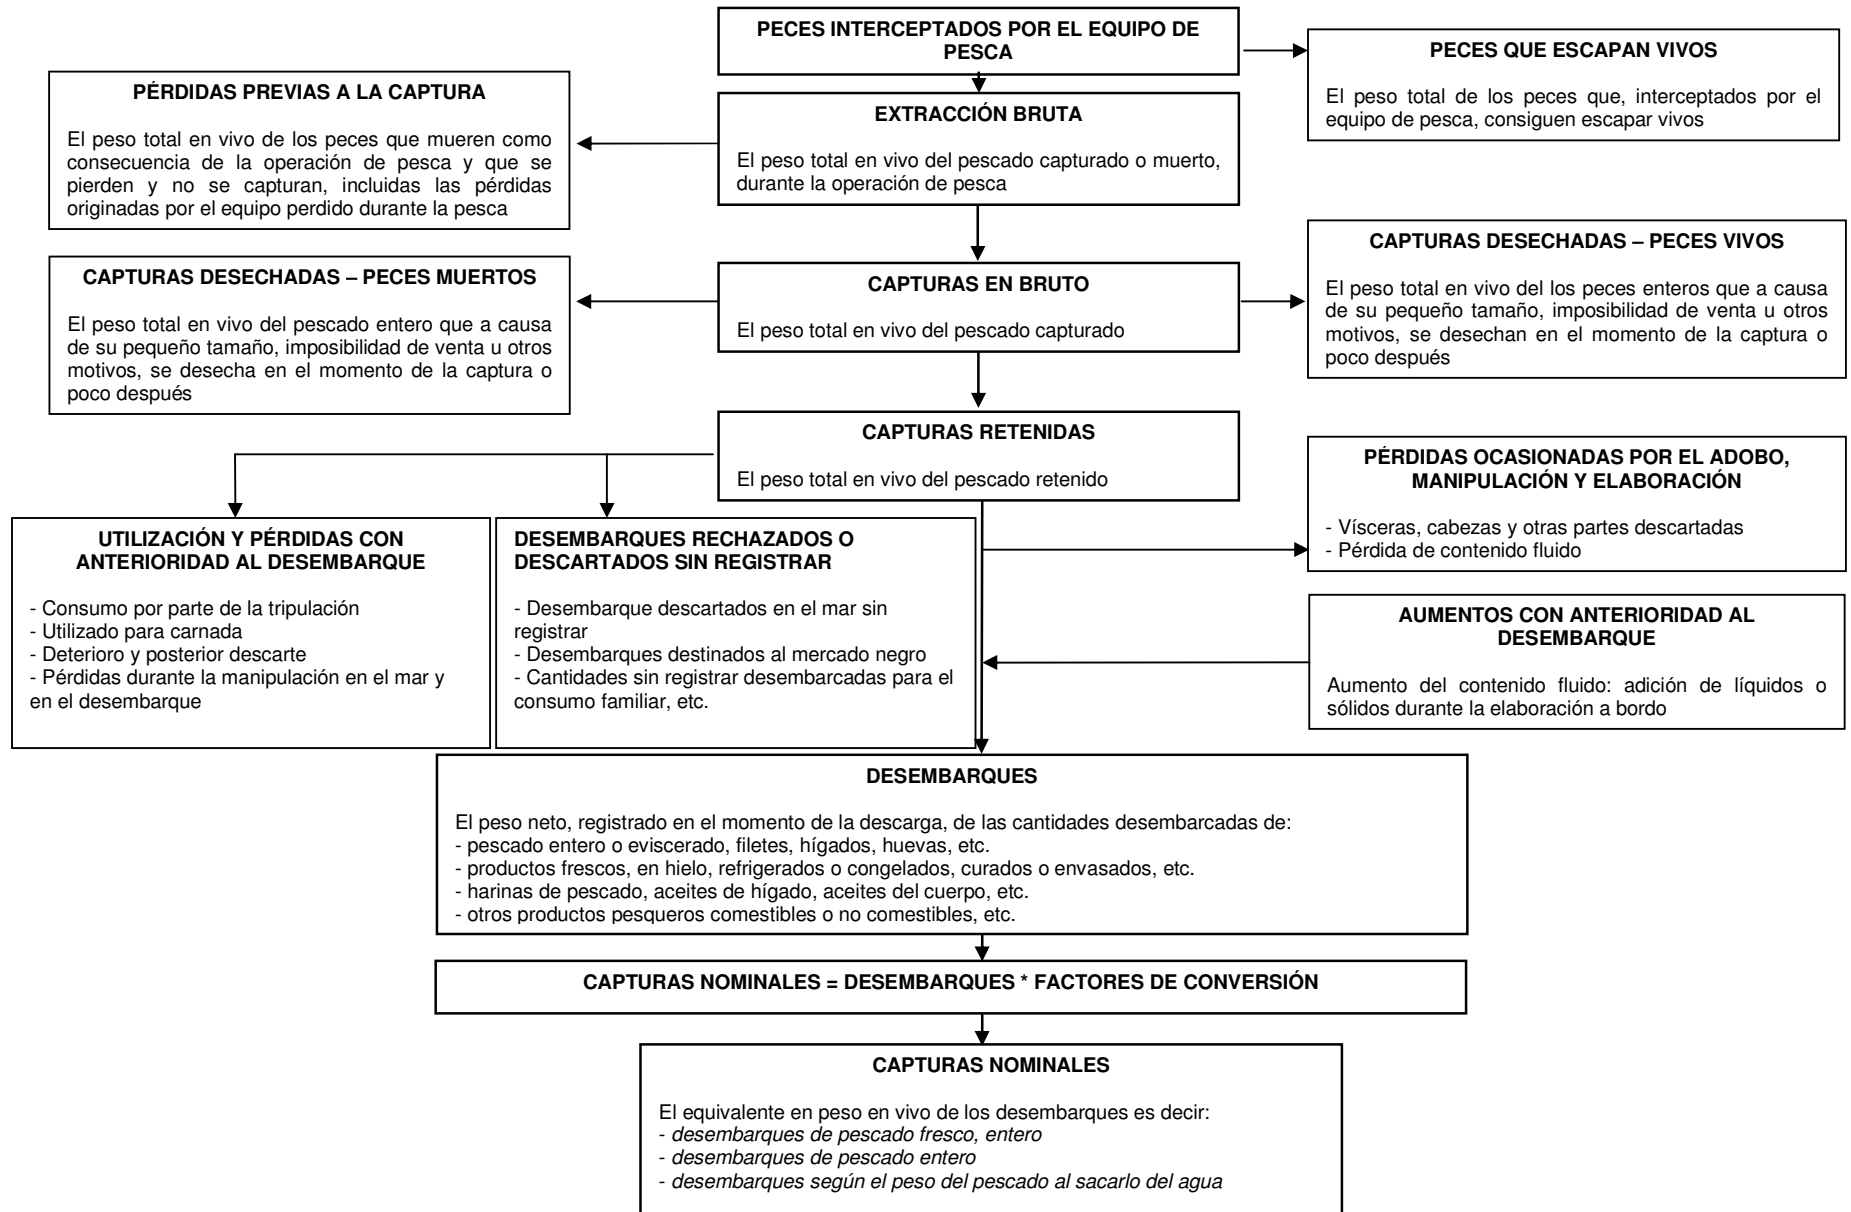 PECES INTERCEPTADOS POR EL EQUIPO DE
PESCA
PECES QUE ESCAPAN VIVOS
El peso total de los peces que, interceptados por el
equipo de pesca, consiguen escapar vivos
PÉRDIDAS PREVIAS A LA CAPTURA
El peso total en vivo de los peces que mueren como
consecuencia de la operación de pesca y que se
pierden y no se capturan, incluidas las pérdidas
originadas por el equipo perdido durante la pesca
EXTRACCIÓN BRUTA
El peso total en vivo del pescado capturado o muerto,
durante la operación de pesca
CAPTURAS DESECHADAS – PECES MUERTOS
El peso total en vivo del pescado entero que a causa
de su pequeño tamaño, imposibilidad de venta u otros
motivos, se desecha en el momento de la captura o
poco después
CAPTURAS EN BRUTO
El peso total en vivo del pescado capturado
CAPTURAS DESECHADAS – PECES VIVOS
El peso total en vivo del los peces enteros que a causa
de su pequeño tamaño, imposibilidad de venta u otros
motivos, se desechan en el momento de la captura o
poco después
CAPTURAS RETENIDAS
El peso total en vivo del pescado retenido
PÉRDIDAS OCASIONADAS POR EL ADOBO,
MANIPULACIÓN Y ELABORACIÓN
- Vísceras, cabezas y otras partes descartadas
- Pérdida de contenido fluido
UTILIZACIÓN Y PÉRDIDAS CON
ANTERIORIDAD AL DESEMBARQUE
- Consumo por parte de la tripulación
- Utilizado para carnada
- Deterioro y posterior descarte
- Pérdidas durante la manipulación en el mar y
en el desembarque
DESEMBARQUES RECHAZADOS O
DESCARTADOS SIN REGISTRAR
- Desembarque descartados en el mar sin
registrar
- Desembarques destinados al mercado negro
- Cantidades sin registrar desembarcadas para el
consumo familiar, etc.
AUMENTOS CON ANTERIORIDAD AL
DESEMBARQUE
Aumento del contenido fluido: adición de líquidos o
sólidos durante la elaboración a bordo
DESEMBARQUES
El peso neto, registrado en el momento de la descarga, de las cantidades desembarcadas de:
- pescado entero o eviscerado, filetes, hígados, huevas, etc.
- productos frescos, en hielo, refrigerados o congelados, curados o envasados, etc.
- harinas de pescado, aceites de hígado, aceites del cuerpo, etc.
- otros productos pesqueros comestibles o no comestibles, etc.
CAPTURAS NOMINALES = DESEMBARQUES * FACTORES DE CONVERSIÓN
CAPTURAS NOMINALES
El equivalente en peso en vivo de los desembarques es decir:
- desembarques de pescado fresco, entero
- desembarques de pescado entero
- desembarques según el peso del pescado al sacarlo del agua